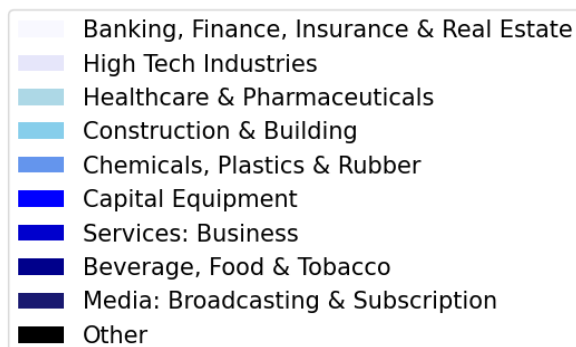 Banking, Finance, Insurance & Real Estate
High Tech Industries
Healthcare & Pharmaceuticals
Construction & Building
Chemicals, Plastics & Rubber
Capital Equipment
Services: Business
Beverage, Food & Tobacco
Media: Broadcasting & Subscription
Other